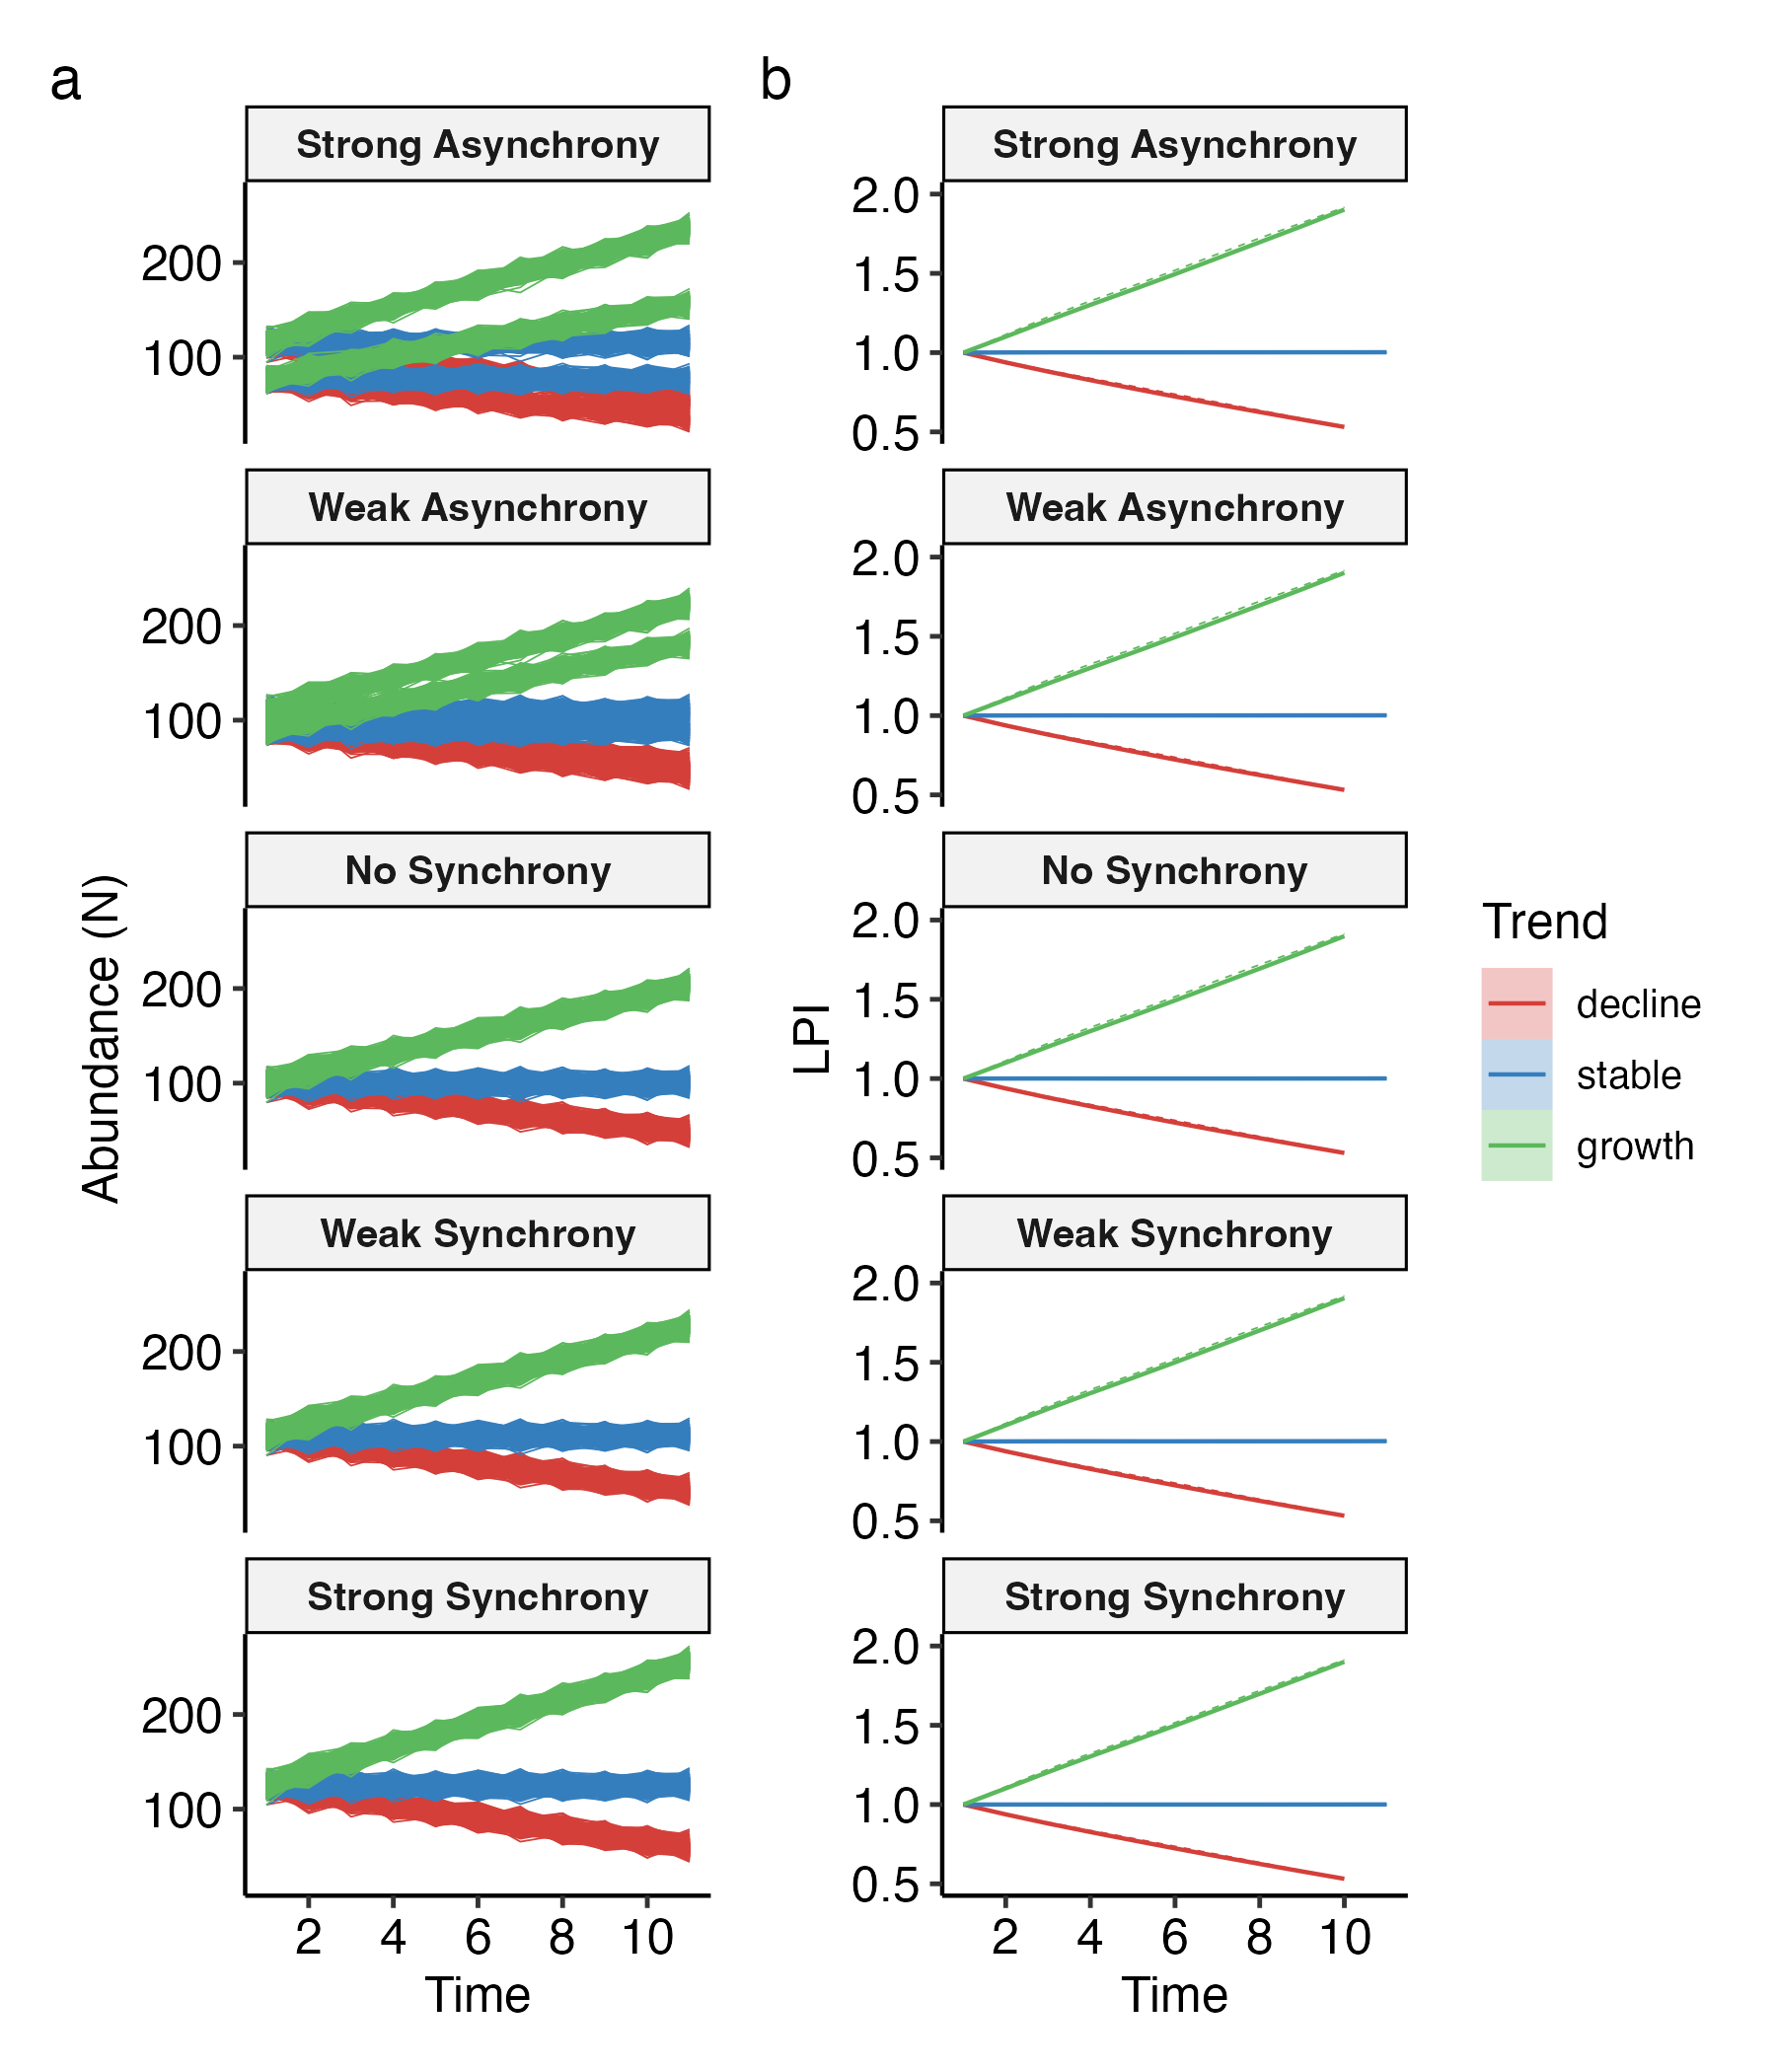 a
b
Strong Asynchrony
Strong Asynchrony
200
100
2.0
1.5
1.0
0.5
Weak Asynchrony
Weak Asynchrony
200
100
2.0
1.5
1.0
0.5
No Synchrony
No Synchrony
200
100
2.0
1.5
1.0
0.5
Weak Synchrony
Weak Synchrony
200
100
2.0
1.5
1.0
0.5
Strong Synchrony
Strong Synchrony
200
100
2.0
1.5
1.0
0.5
2 4 6 8 10
2 4 6 8 10
Time
Time
Abundance (N)
LPI
Trend
decline
stable
growth